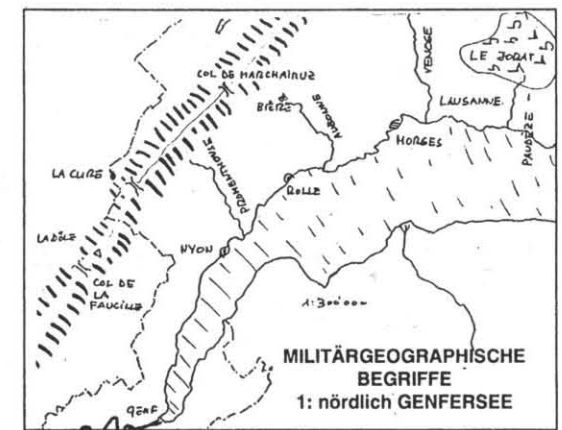 COL DE MARCHAIRUZ
BIÈRE
AUBONNE
VENOGE
LE JORAT
LAUSANNE
PAUDÈZE
MORGES
LA CURE
PROMENTHOUSE
ROLLE
LA DÔLE
NYON
COL DE
LA
FAUCILLE
1:300'000
GENF
MILITÄRGEOGRAPHISCHE
BEGRIFFE
1: nördlich GENFERSEE